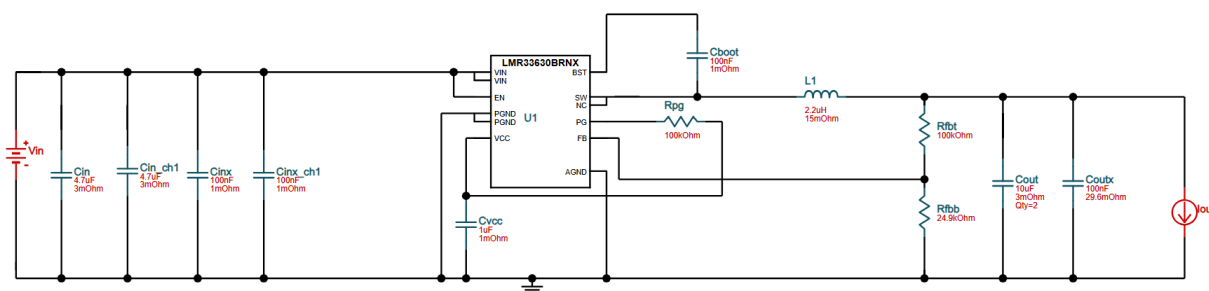 Cboot
100nF
1mOhm
LMR33630BRNX
VIN
VIN
EN
PGND
PGND
VCC
BST
SW
NC
PG
FB
AGND
U1
L1
2.2uH
15mOhm
Rpg
100kOhm
Rfbt
100kOhm
+
Vin
-
Cin
4.7uF
3mOhm
Cin_ch1
4.7uF
3mOhm
Cinx
100nF
1mOhm
Cinx_ch1
100nF
1mOhm
Cvcc
1uF
1mOhm
Rfbb
24.9kOhm
Cout
10uF
3mOhm
Qty=2
Coutx
100nF
29.6mOhm